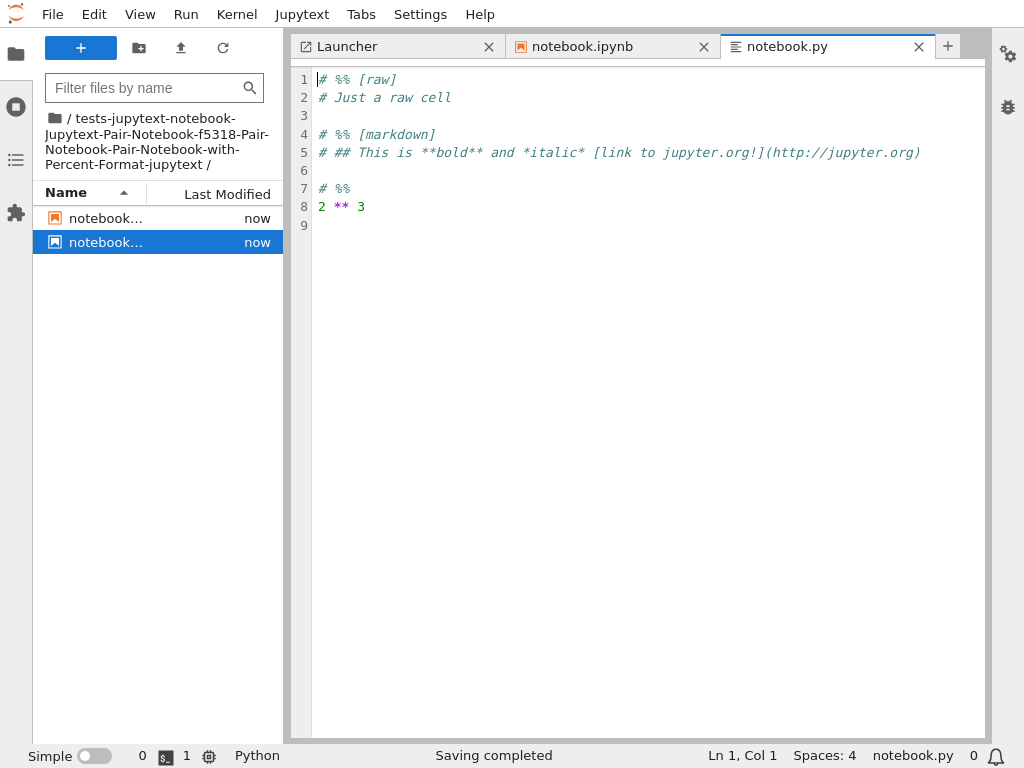 File Edit View Run Kernel Jupytext Tabs Settings Help
Filter files by name
/ tests-jupytext-notebook-
Jupytext-Pair-Notebook-f5318-Pair-
Notebook-Pair-Notebook-with-
Percent-Format-jupytext /
Name Last Modified
notebook… now
notebook… now
Launcher notebook.ipynb notebook.py
1 # %% [raw]
2 # Just a raw cell
3
4 # %% [markdown]
5 # ## This is **bold** and *italic* [link to jupyter.org!](http://jupyter.org)
6
7 # %%
8 2 ** 3
9
Simple 0 $_ 1 Python Saving completed Ln 1, Col 1 Spaces: 4 notebook.py 0